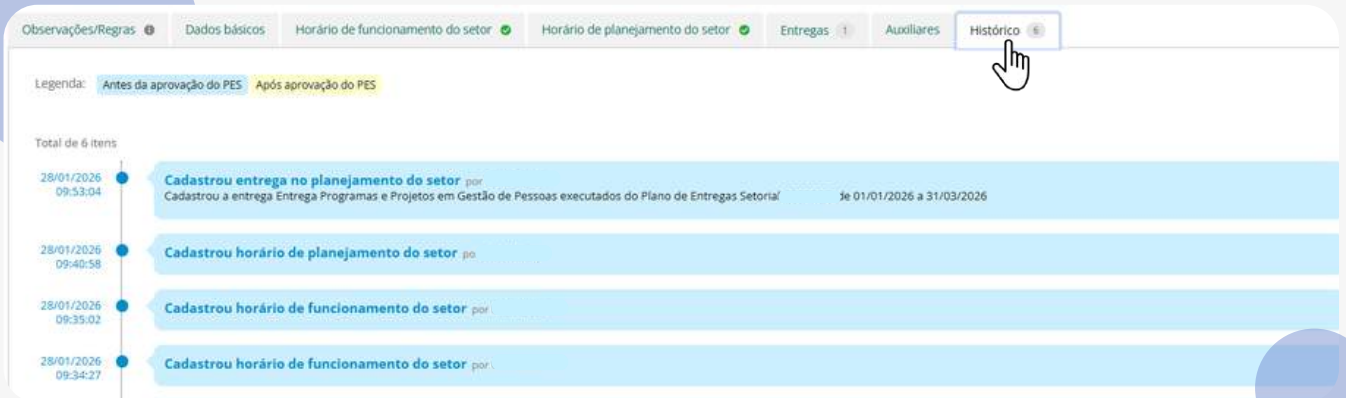 Observações/Regras Dados básicos Horário de funcionamento do setor Horário de planejamento do setor Entregas 1 Auxiliares Histórico 6
Legenda: Antes da aprovação do PES Após aprovação do PES
Total de 6 itens
28/01/2026
09:53:04
Cadastrou entrega no planejamento do setor por
Cadastrou a entrega Entrega Programas e Projetos em Gestão de Pessoas executados do Plano de Entregas Setorial de 01/01/2026 a 31/03/2026
28/01/2026
09:40:58
Cadastrou horário de planejamento do setor po
28/01/2026
09:35:02
Cadastrou horário de funcionamento do setor por
28/01/2026
09:34:27
Cadastrou horário de funcionamento do setor por